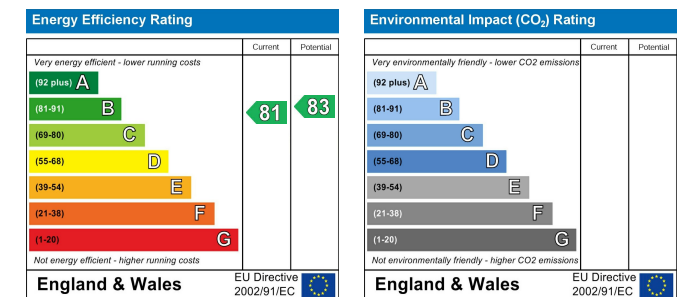 Energy Efficiency Rating
Current Potential
Very energy efficient - lower running costs
(92 plus) A
(81-91) B
81 83
(69-80) C
(55-68) D
(39-54) E
(21-38) F
(1-20) G
Not energy efficient - higher running costs
England & Wales
EU Directive
2002/91/EC
Environmental Impact (CO2) Rating
Current Potential
Very environmentally friendly - lower CO2 emissions
(92 plus) A
(81-91) B
(69-80) C
(55-68) D
(39-54) E
(21-38) F
(1-20) G
Not environmentally friendly - higher CO2 emissions
England & Wales
EU Directive
2002/91/EC